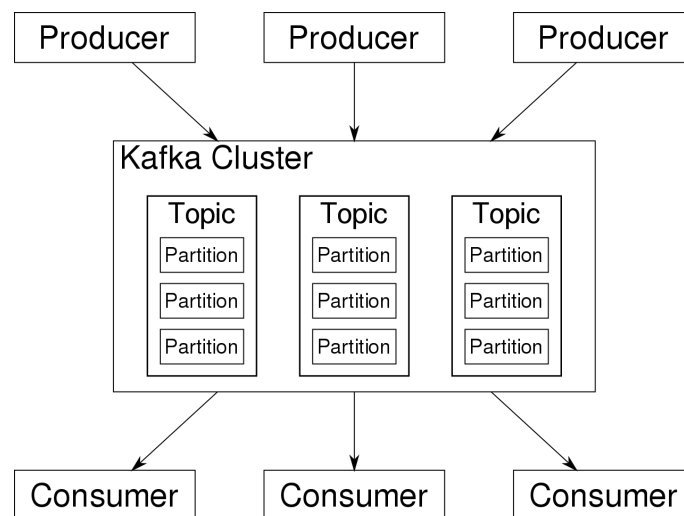 Producer Producer Producer
Kafka Cluster
Topic Topic Topic
Partition Partition Partition
Partition Partition Partition
Partition Partition Partition
Consumer Consumer Consumer